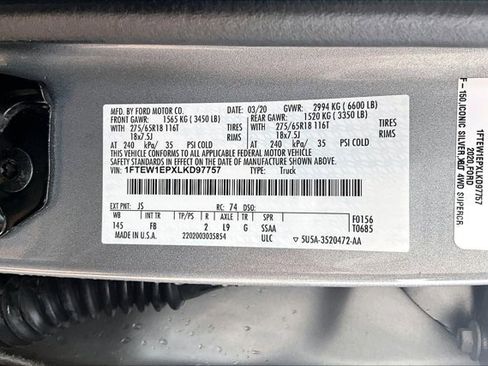 MFD. BY FORD MOTOR CO. 03/20 GVWR: 2994 KG ( 6600 LB)
FRONT GAWR: 1565 KG ( 3450 LB) REAR GAWR: 1520 KG ( 3350 LB)
WITH 275/65R18 116T TIRES WITH 275/65R18 116T TIRES
18x7.5J RIMS 18x7.5J RIMS
AT 240 kPa/ 35 PSI COLD AT 240 kPa/ 35 PSI COLD
THIS VEHICLE CONFORMS TO ALL APPLICABLE FEDERAL MOTOR VEHICLE
SAFETY STANDARDS IN EFFECT ON THE DATE OF MANUFACTURE SHOWN ABOVE.
VIN: 1FTEW1EPXLKD97757 TYPE: Truck
EXT PNT: JS RC: 74 DSO:
WB INT TR TP/PS R AXLE TR SPR F0156
145 FB 2 L9 G SSAA T0685
MADE IN U.S.A. 2202003035854 ULC 5U5A-3520472-AA
1FTEW1EPXLKD97757
2020 FORD
F-150,ICONIC SILVER,XLT 4WD SUPERCR